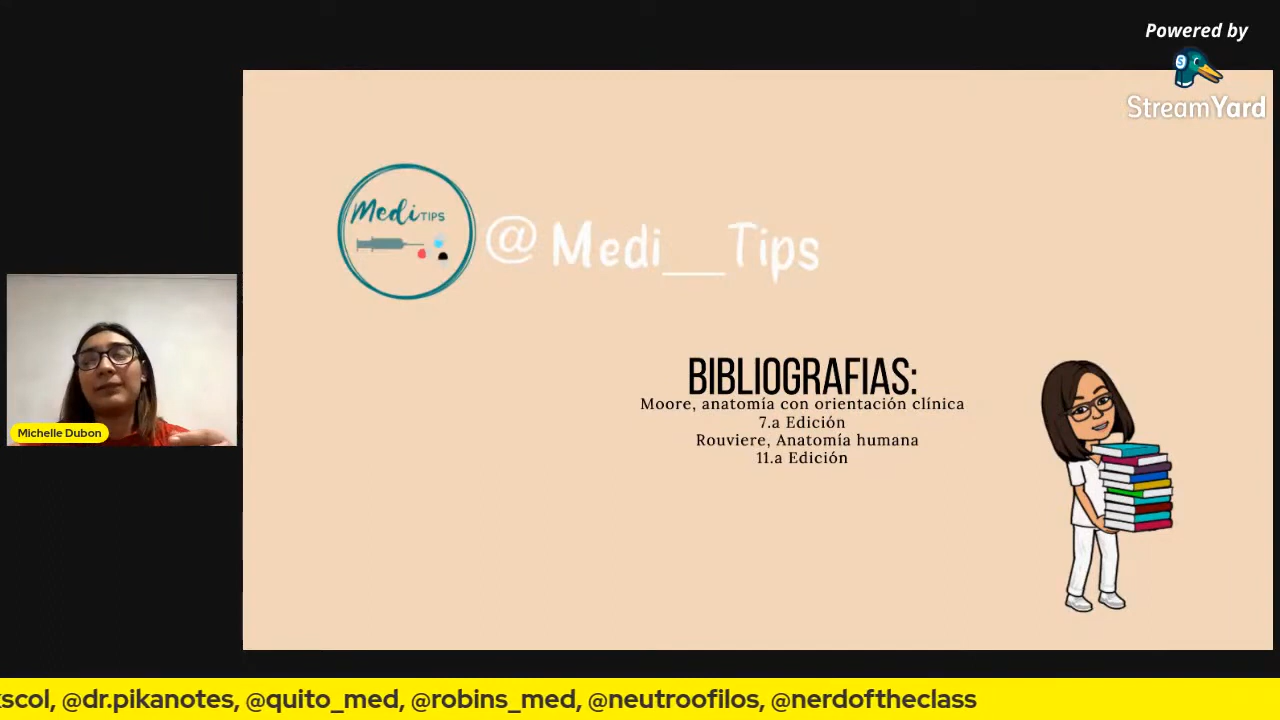 Powered by
StreamYard
Medi TIPS
@Medi__Tips
BIBLIOGRAFIAS:
Moore, anatomía con orientación clínica
7.a Edición
Rouviere, Anatomía humana
11.a Edición
Michelle Dubon
scol, @dr.pikanotes, @quito_med, @robins_med, @neutroofilos, @nerdoftheclass